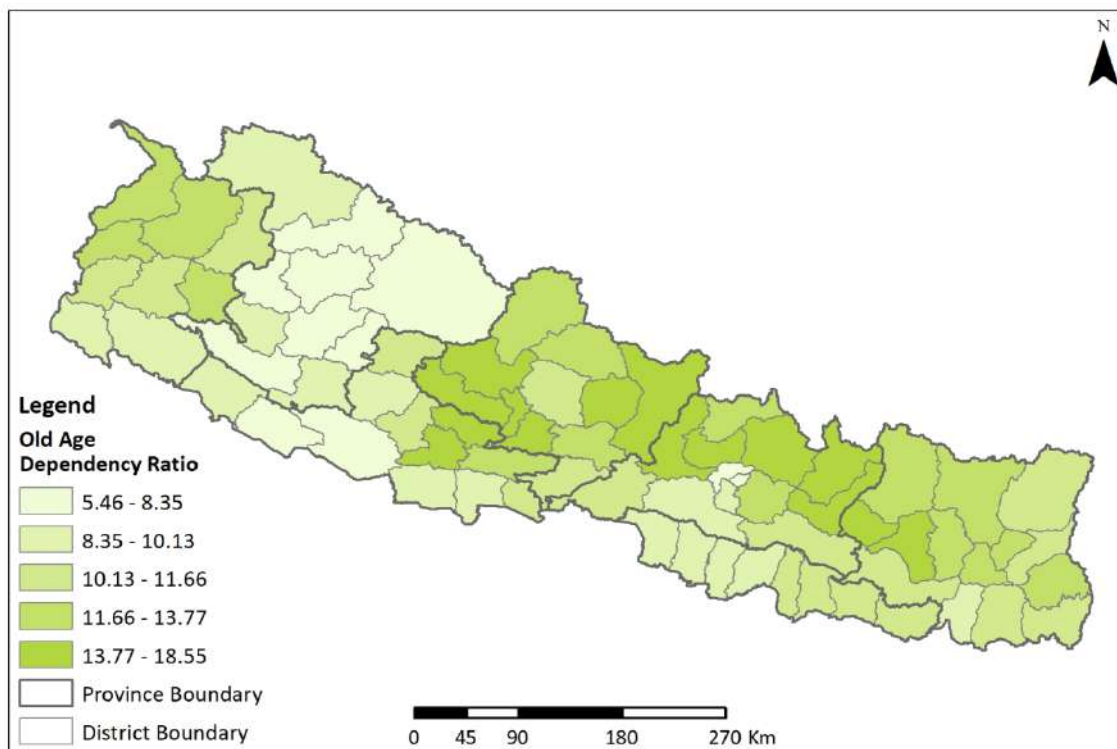 N
Legend
Old Age
Dependency Ratio
5.46 - 8.35
8.35 - 10.13
10.13 - 11.66
11.66 - 13.77
13.77 - 18.55
Province Boundary
District Boundary
0 45 90 180 270 Km